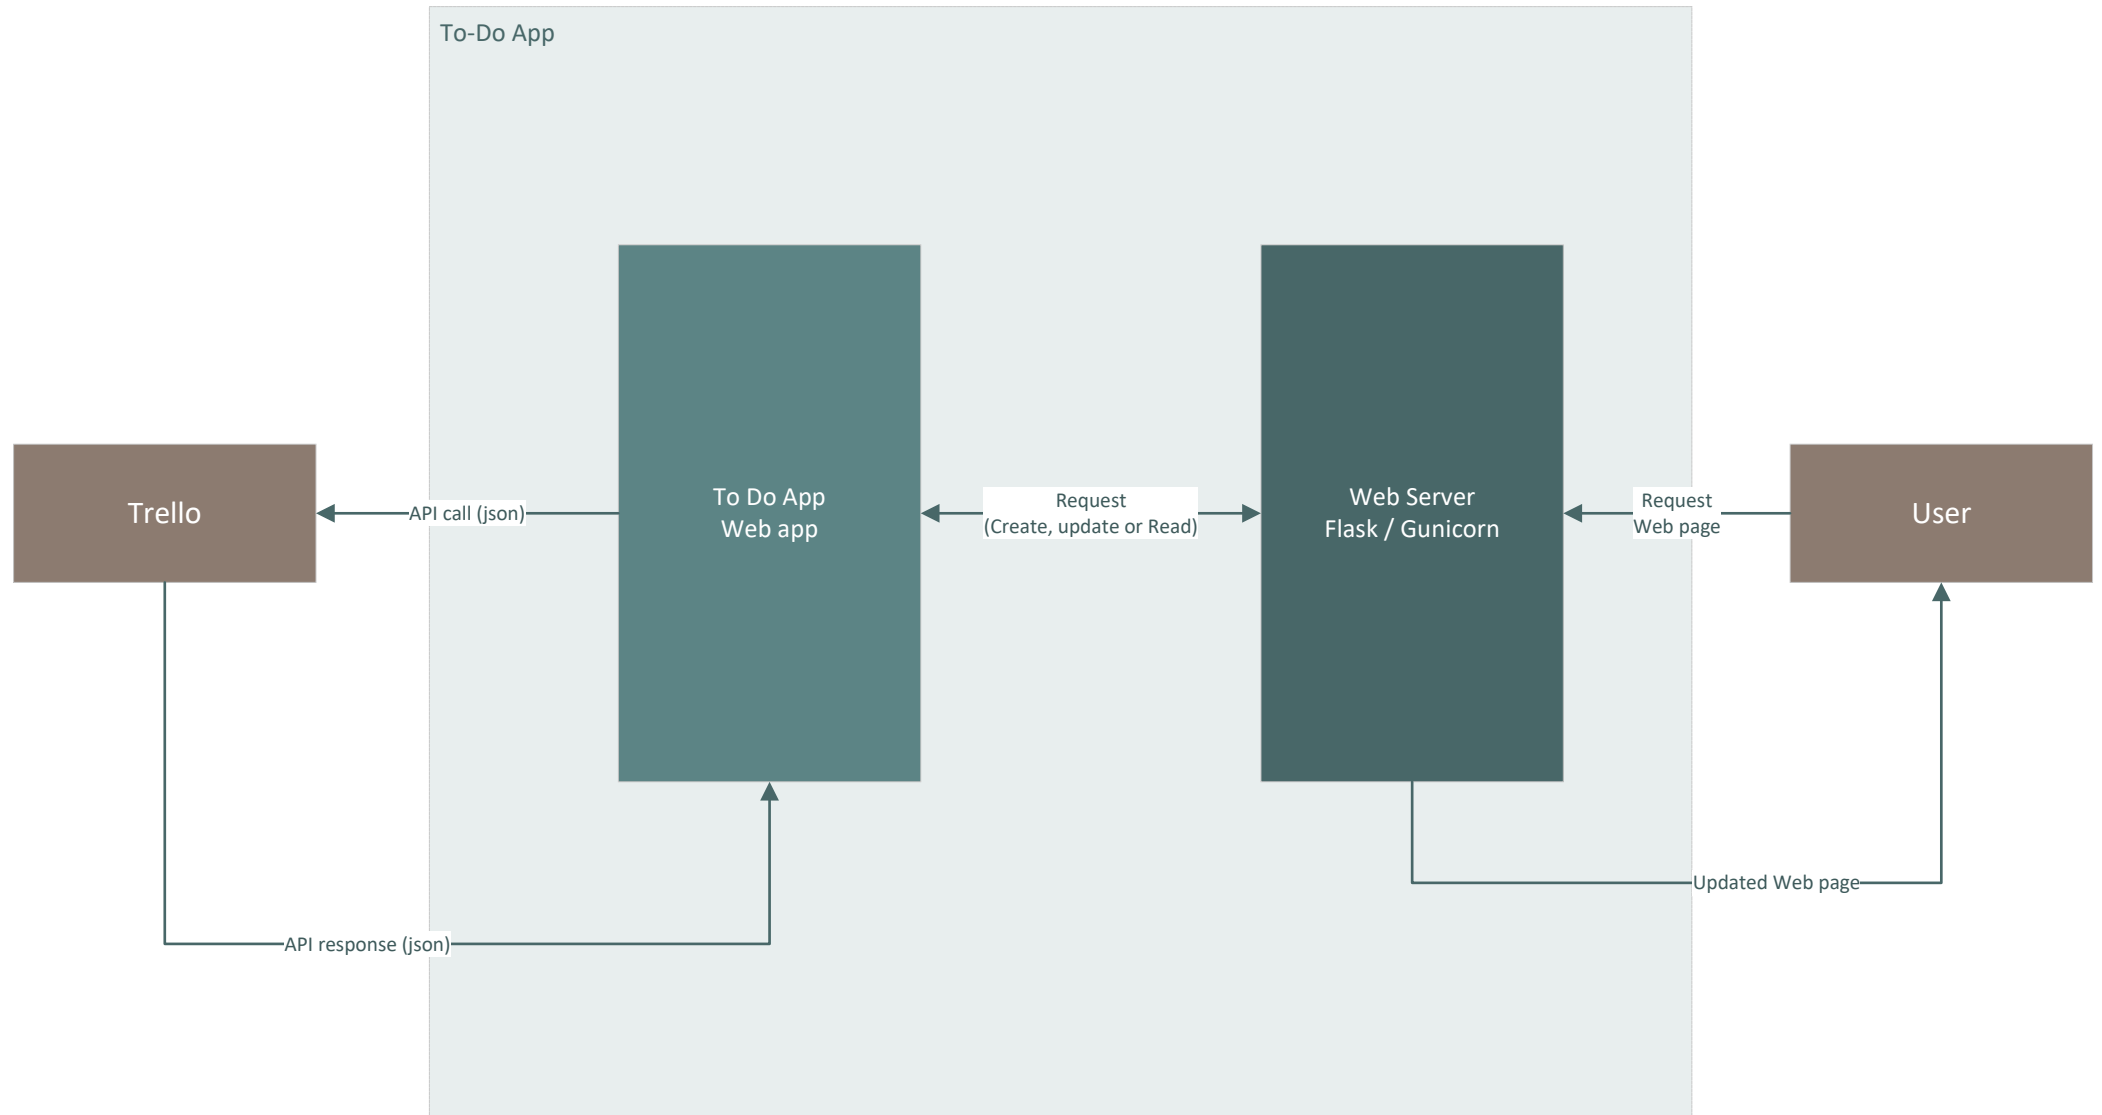 To-Do App
Trello
API call (json)
To Do App
Web app
Request
(Create, update or Read)
Web Server
Flask / Gunicorn
Request
Web page
User
Updated Web page
API response (json)